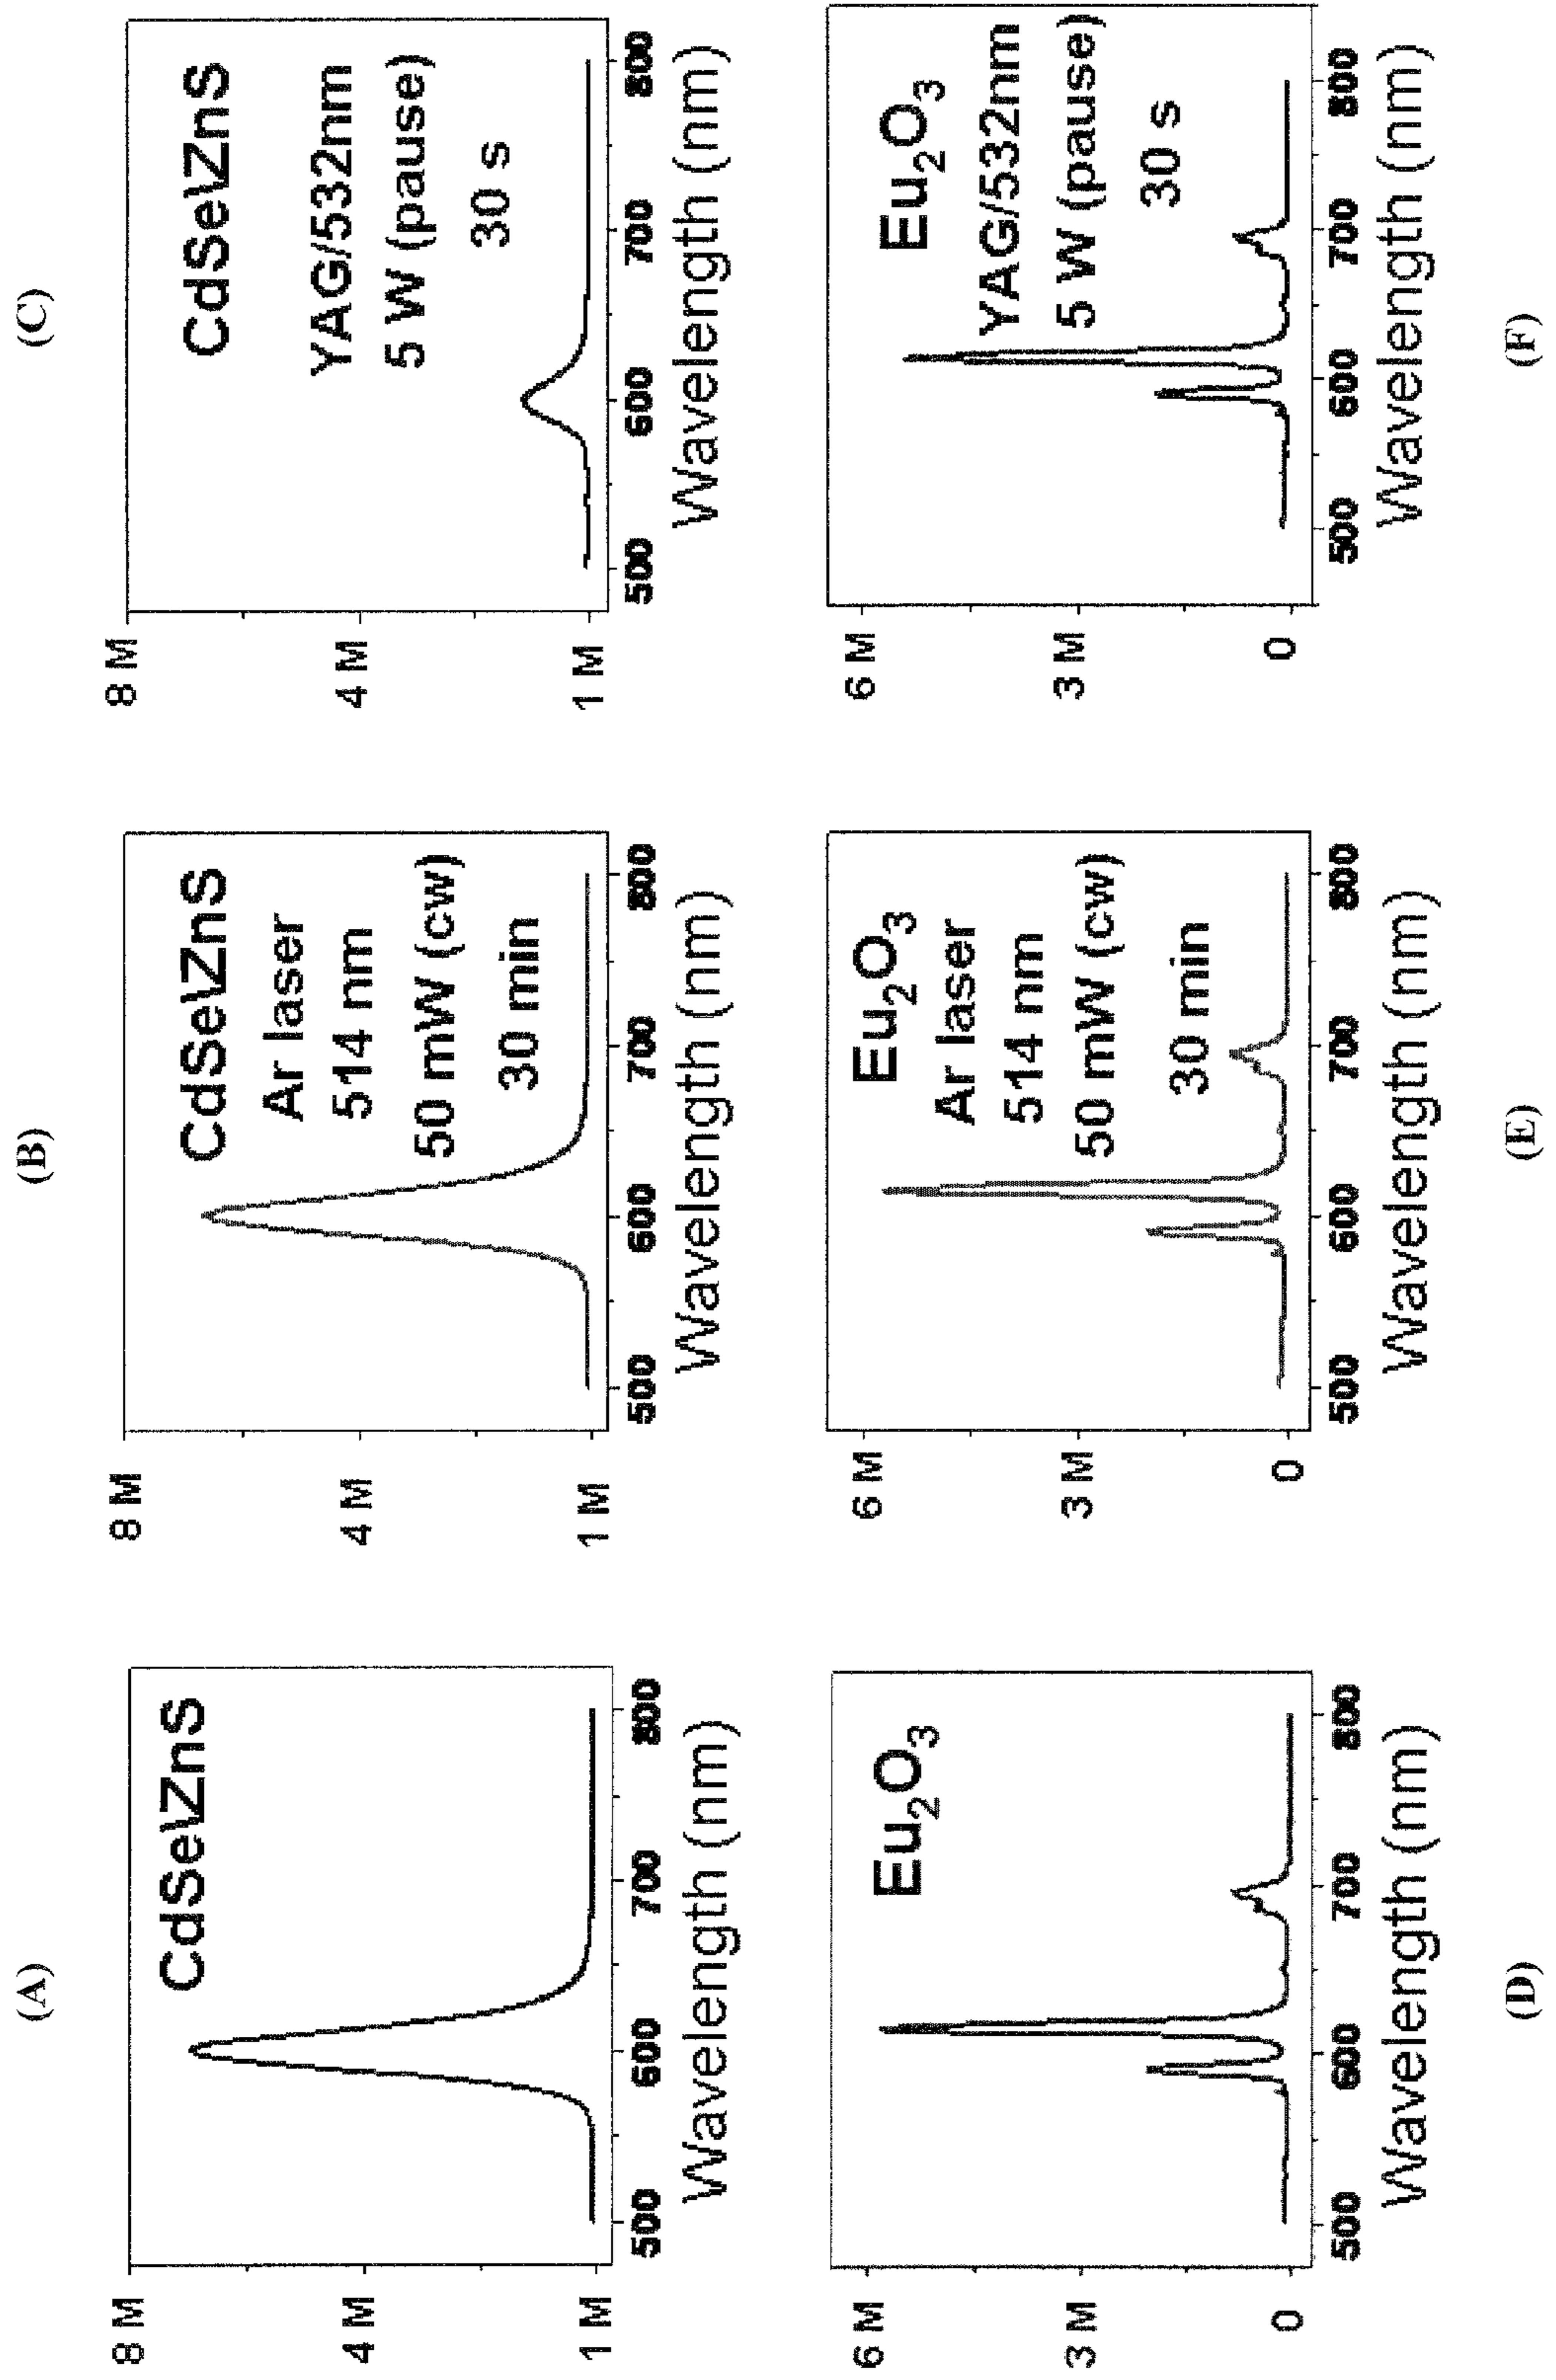 (A)
CdSe\ZnS
8 M
4 M
1 M
500 600 700 800
Wavelength (nm)
(B)
CdSe\ZnS
Ar laser
514 nm
50 mW (cw)
30 min
8 M
4 M
1 M
500 600 700 800
Wavelength (nm)
(C)
CdSe\ZnS
YAG/532nm
5 W (pause)
30 s
8 M
4 M
1 M
500 600 700 800
Wavelength (nm)
Eu₂O₃
6 M
3 M
0
500 600 700 800
Wavelength (nm)
(D)
Eu₂O₃
Ar laser
514 nm
50 mW (cw)
30 min
6 M
3 M
0
500 600 700 800
Wavelength (nm)
(E)
Eu₂O₃
YAG/532nm
5 W (pause)
30 s
6 M
3 M
0
500 600 700 800
Wavelength (nm)
(F)